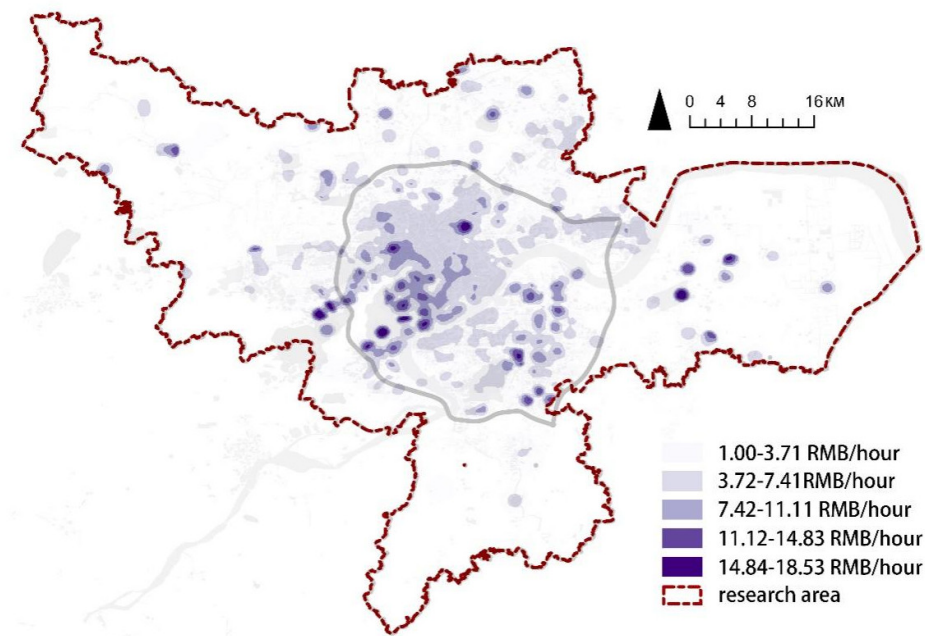 0 4 8 16 KM
1.00-3.71 RMB/hour
3.72-7.41RMB/hour
7.42-11.11 RMB/hour
11.12-14.83 RMB/hour
14.84-18.53 RMB/hour
research area